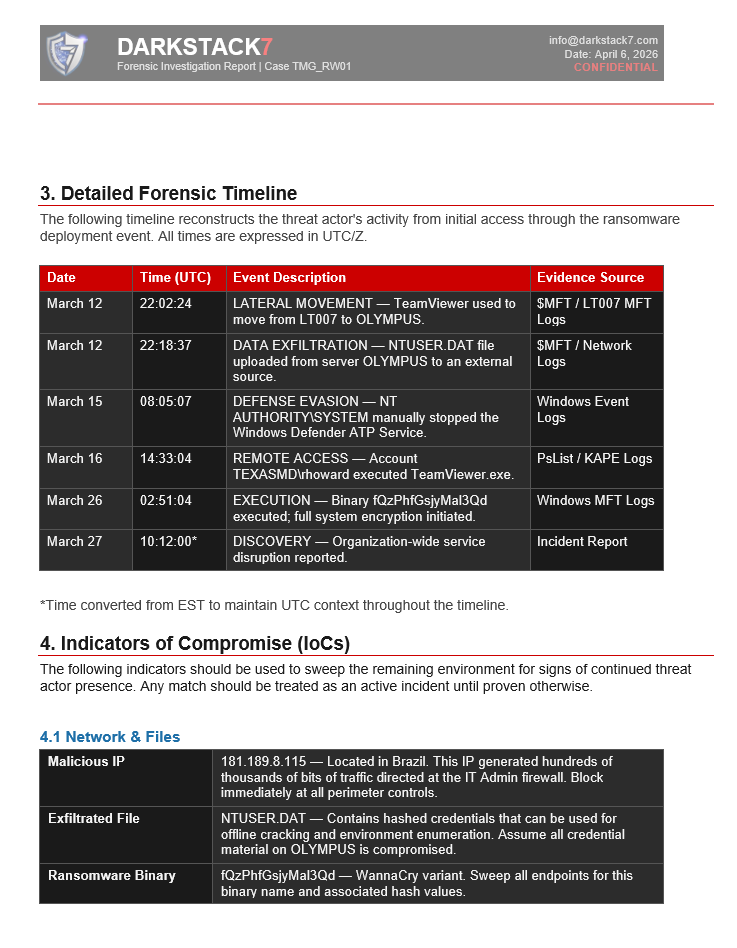 DARKSTACK7
Forensic Investigation Report | Case TMG_RW01
info@darkstack7.com
Date: April 6, 2026
CONFIDENTIAL
3. Detailed Forensic Timeline
The following timeline reconstructs the threat actor's activity from initial access through the ransomware
deployment event. All times are expressed in UTC/Z.
Date Time (UTC) Event Description Evidence Source
March 12 22:02:24 LATERAL MOVEMENT — TeamViewer used to $MFT / LT007 MFT
move from LT007 to OLYMPUS. Logs
March 12 22:18:37 DATA EXFILTRATION — NTUSER.DAT file $MFT / Network
uploaded from server OLYMPUS to an external Logs
source.
March 15 08:05:07 DEFENSE EVASION — NT Windows Event
AUTHORITY\SYSTEM manually stopped the Logs
Windows Defender ATP Service.
March 16 14:33:04 REMOTE ACCESS — Account PsList / KAPE Logs
TEXASMD\rhoward executed TeamViewer.exe.
March 26 02:51:04 EXECUTION — Binary fQzPhfGsjyMal3Qd Windows MFT Logs
executed; full system encryption initiated.
March 27 10:12:00* DISCOVERY — Organization-wide service Incident Report
disruption reported.
*Time converted from EST to maintain UTC context throughout the timeline.
4. Indicators of Compromise (IoCs)
The following indicators should be used to sweep the remaining environment for signs of continued threat
actor presence. Any match should be treated as an active incident until proven otherwise.
4.1 Network & Files
Malicious IP 181.189.8.115 — Located in Brazil. This IP generated hundreds of
thousands of bits of traffic directed at the IT Admin firewall. Block
immediately at all perimeter controls.
Exfiltrated File NTUSER.DAT — Contains hashed credentials that can be used for
offline cracking and environment enumeration. Assume all credential
material on OLYMPUS is compromised.
Ransomware Binary fQzPhfGsjyMal3Qd — WannaCry variant. Sweep all endpoints for this
binary name and associated hash values.